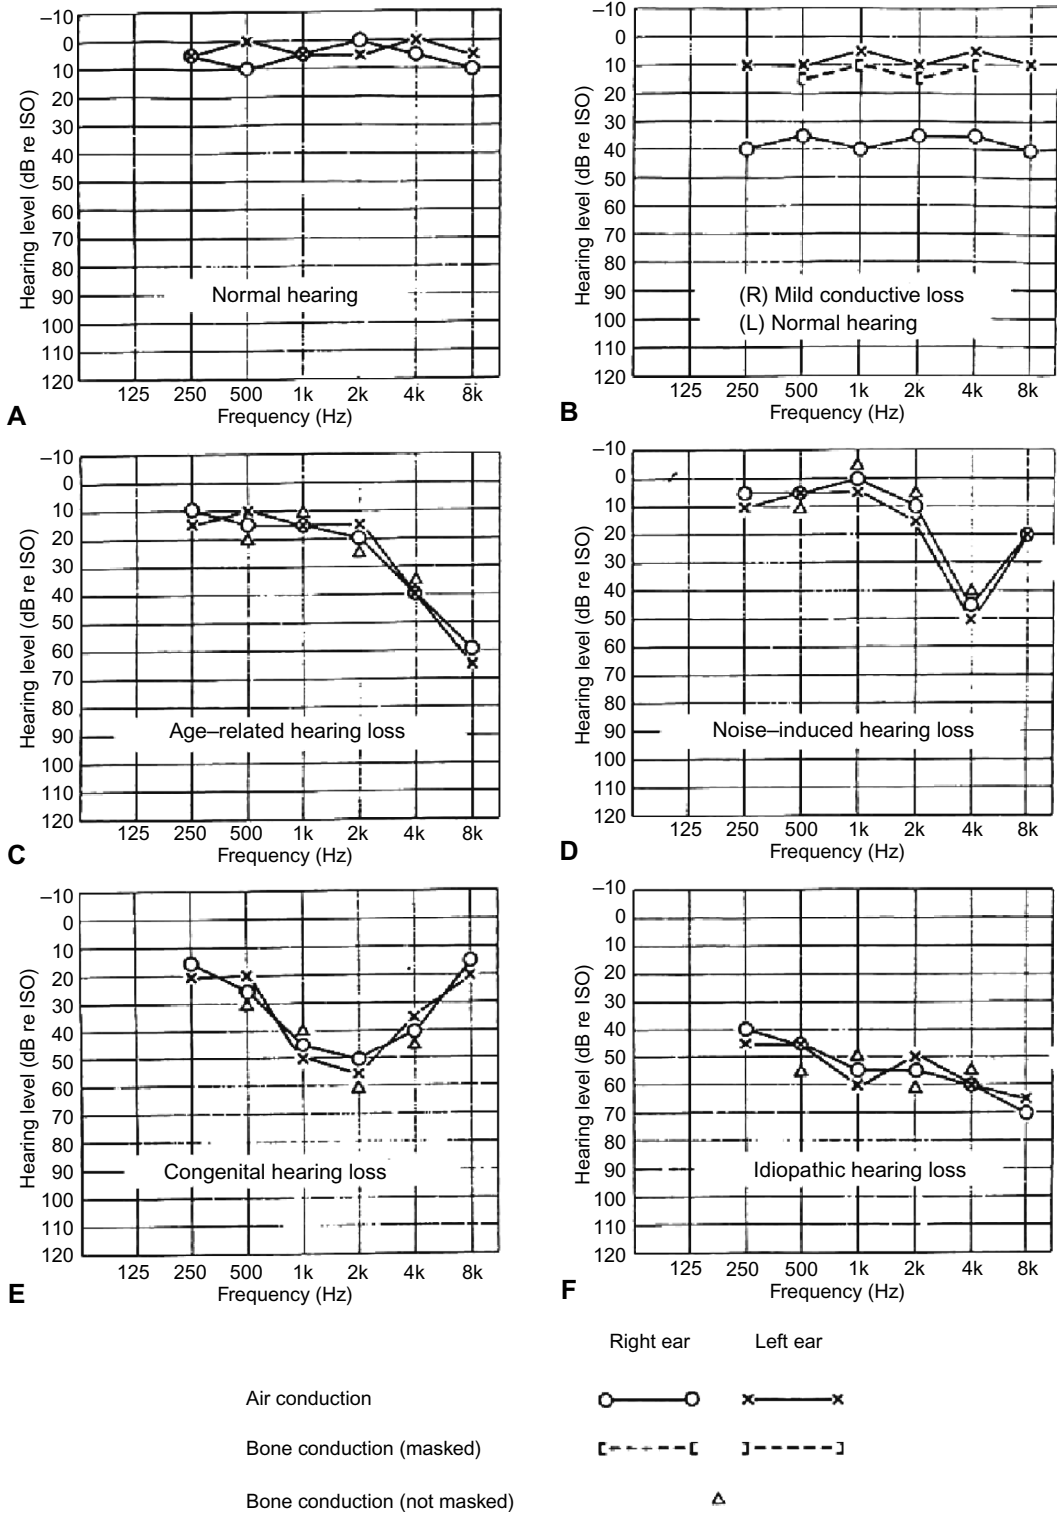 –10
0
10
20
30
40
50
60
70
80
90
100
110
120
Hearing level (dB re ISO)
Normal hearing
125 250 500 1k 2k 4k 8k
Frequency (Hz)
A
–10
0
10
20
30
40
50
60
70
80
90
100
110
120
Hearing level (dB re ISO)
(R) Mild conductive loss
(L) Normal hearing
125 250 500 1k 2k 4k 8k
Frequency (Hz)
B
–10
0
10
20
30
40
50
60
70
80
90
100
110
120
Hearing level (dB re ISO)
Age–related hearing loss
125 250 500 1k 2k 4k 8k
Frequency (Hz)
C
–10
0
10
20
30
40
50
60
70
80
90
100
110
120
Hearing level (dB re ISO)
Noise–induced hearing loss
125 250 500 1k 2k 4k 8k
Frequency (Hz)
D
–10
0
10
20
30
40
50
60
70
80
90
100
110
120
Hearing level (dB re ISO)
Congenital hearing loss
125 250 500 1k 2k 4k 8k
Frequency (Hz)
E
–10
0
10
20
30
40
50
60
70
80
90
100
110
120
Hearing level (dB re ISO)
Idiopathic hearing loss
125 250 500 1k 2k 4k 8k
Frequency (Hz)
F
Right ear Left ear
Air conduction
Bone conduction (masked)
Bone conduction (not masked)